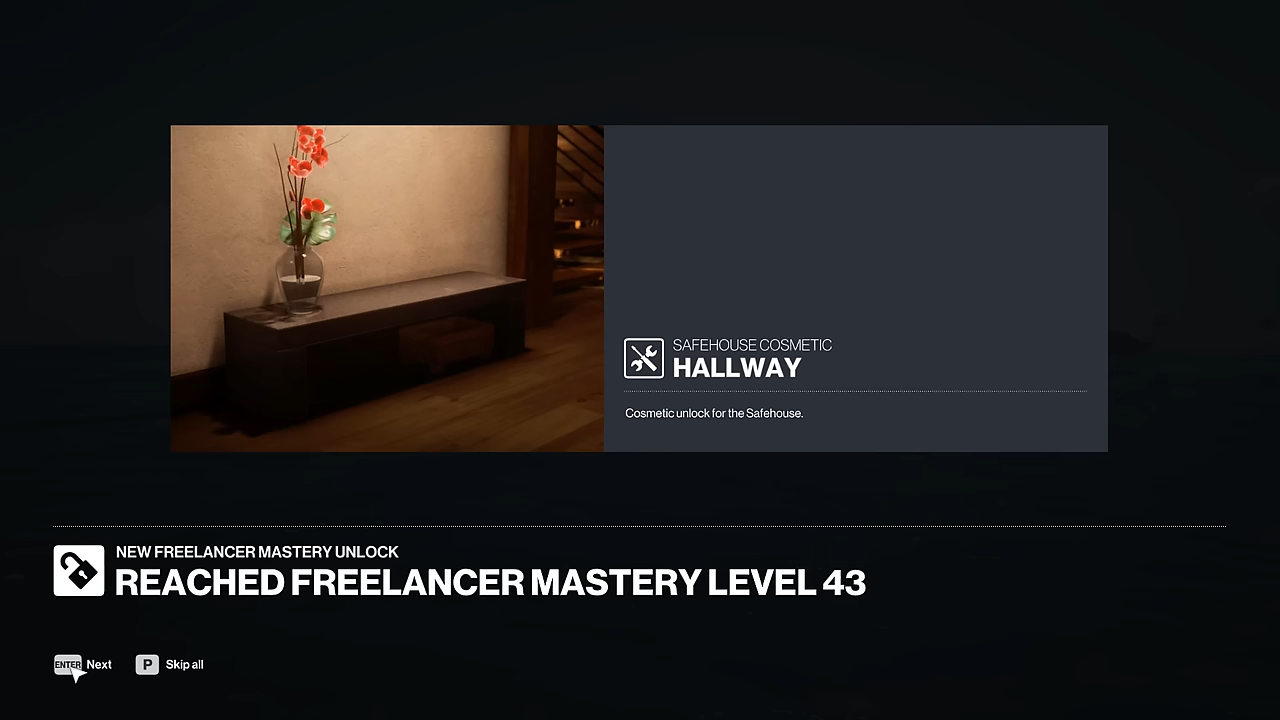 SAFEHOUSE COSMETIC
HALLWAY
Cosmetic unlock for the Safehouse.
NEW FREELANCER MASTERY UNLOCK
REACHED FREELANCER MASTERY LEVEL 43
ENTER Next P Skip all